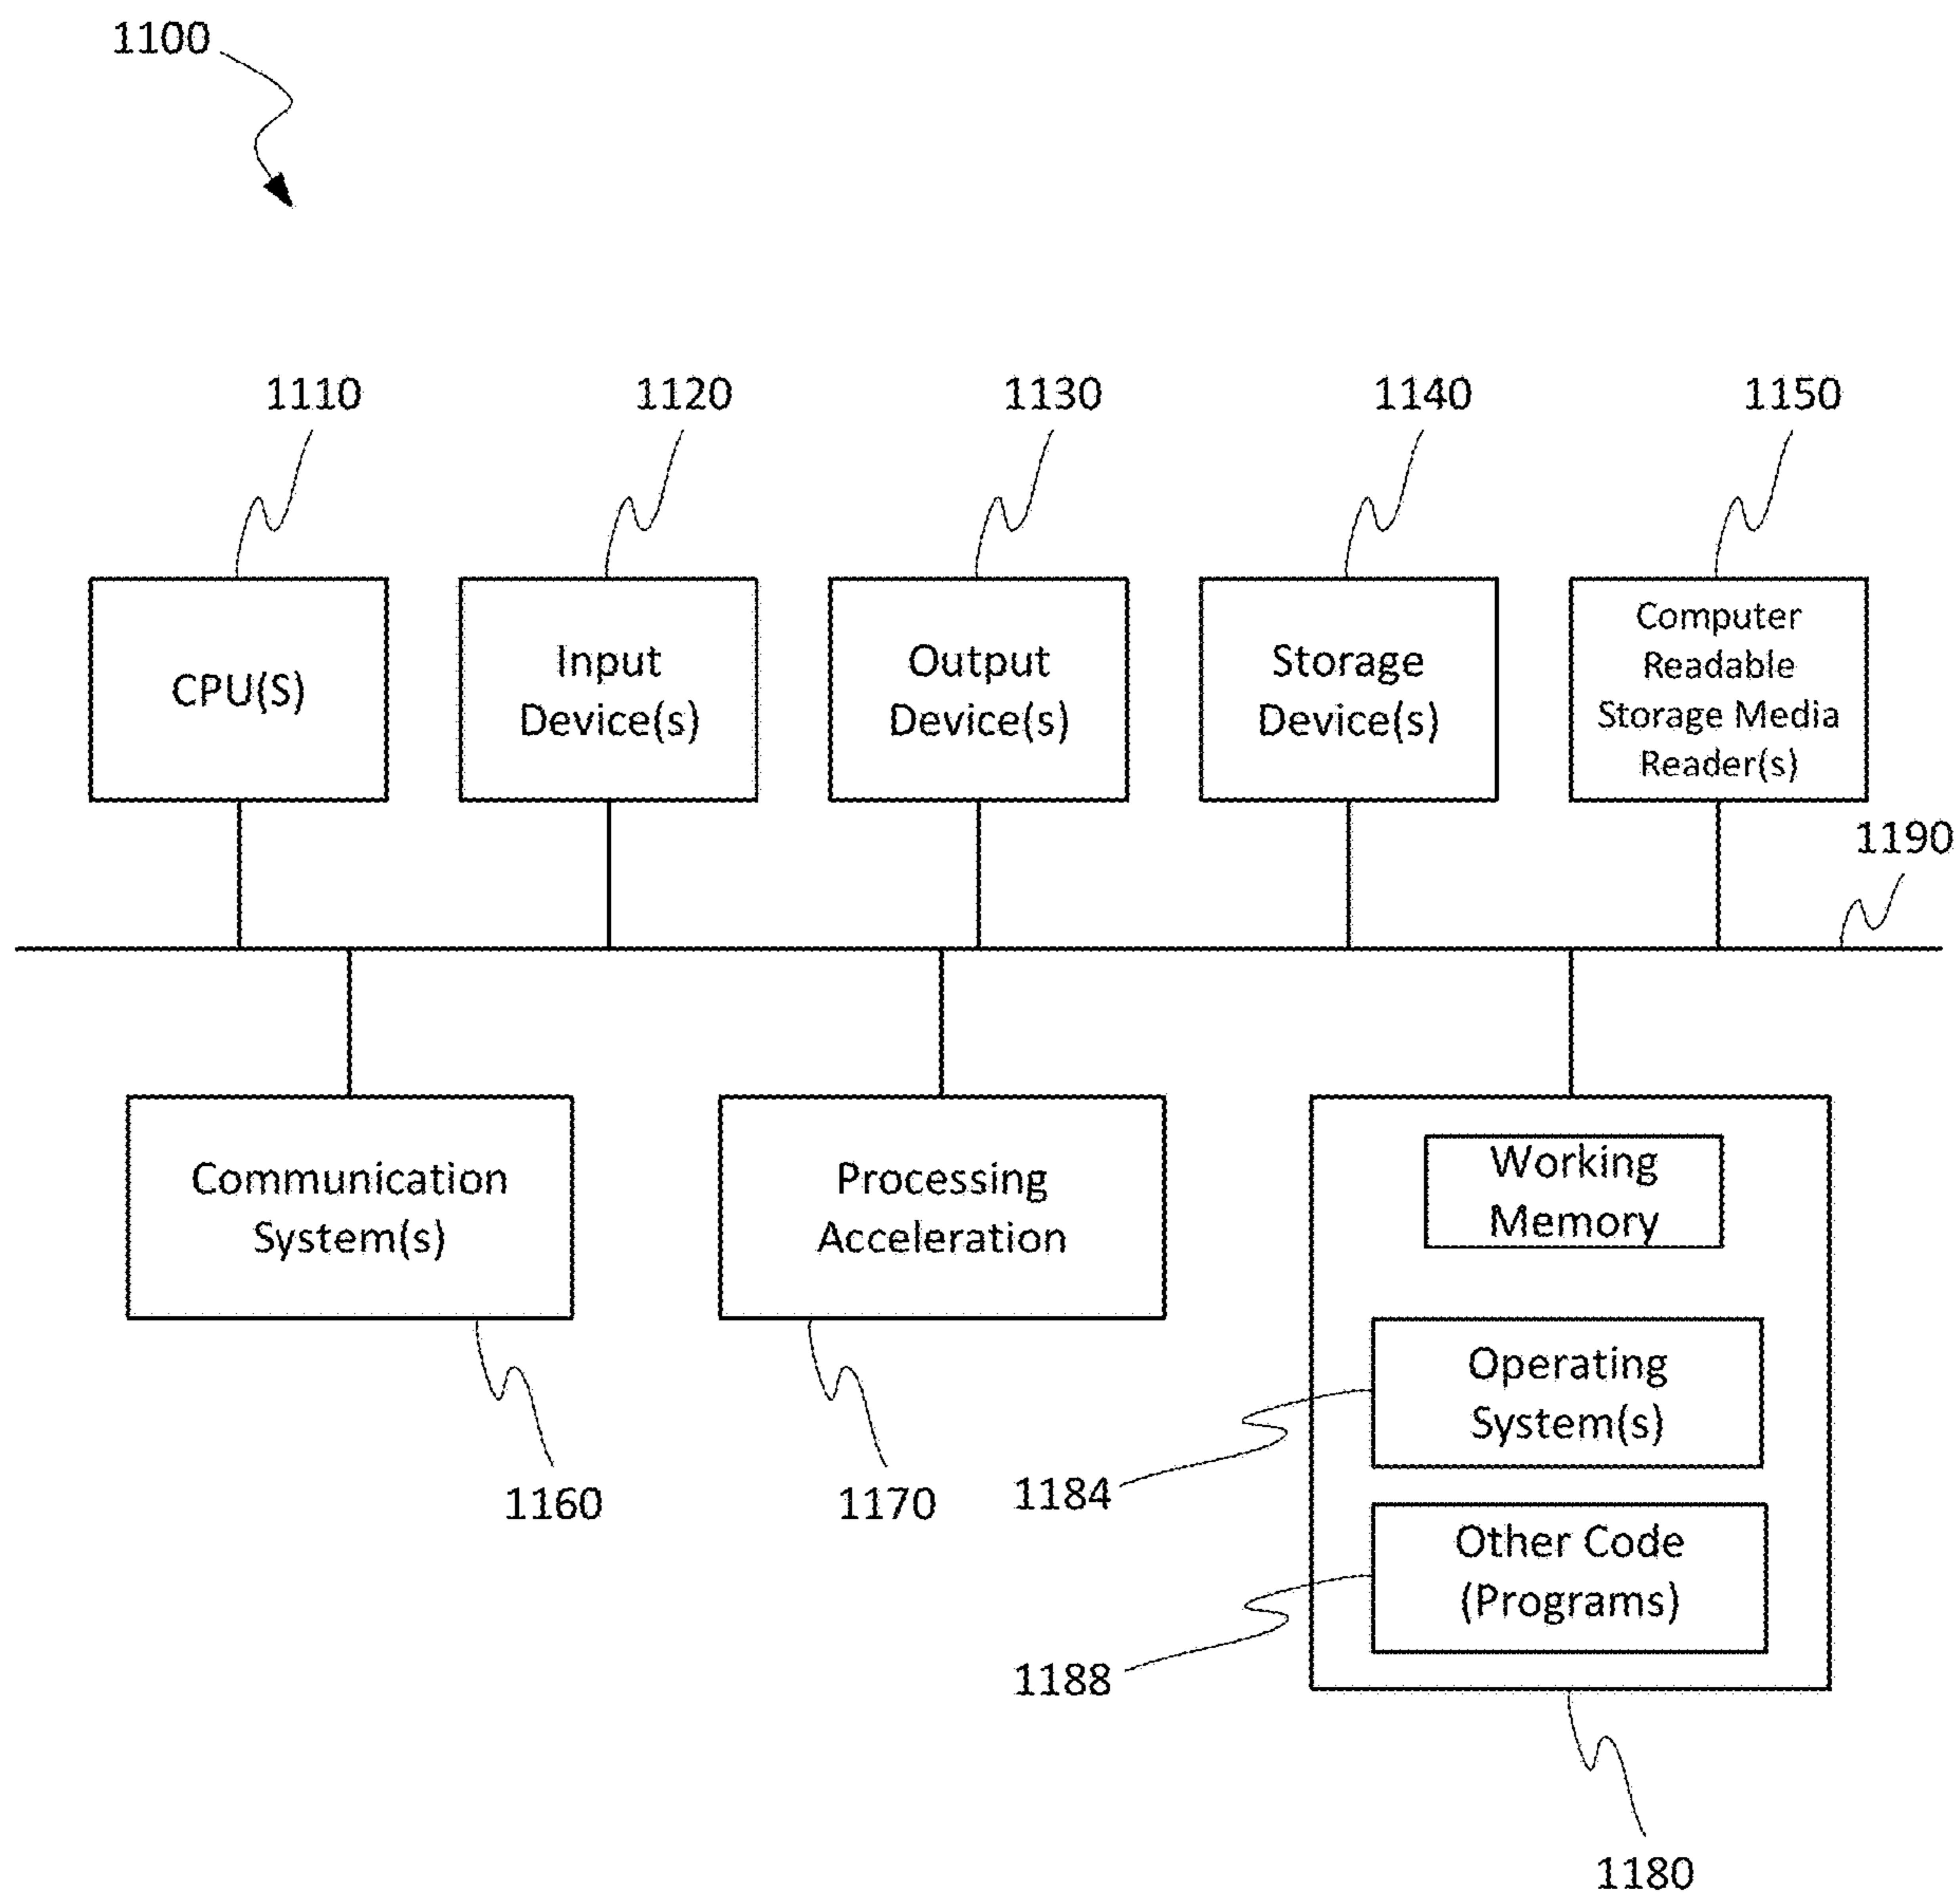 1100
1110
1120
1130
1140
1150
CPU(S)
Input
Device(s)
Output
Device(s)
Storage
Device(s)
Computer
Readable
Storage Media
Reader(s)
1190
Communication
System(s)
Processing
Acceleration
Working
Memory
Operating
System(s)
Other Code
(Programs)
1160
1170
1184
1188
1180